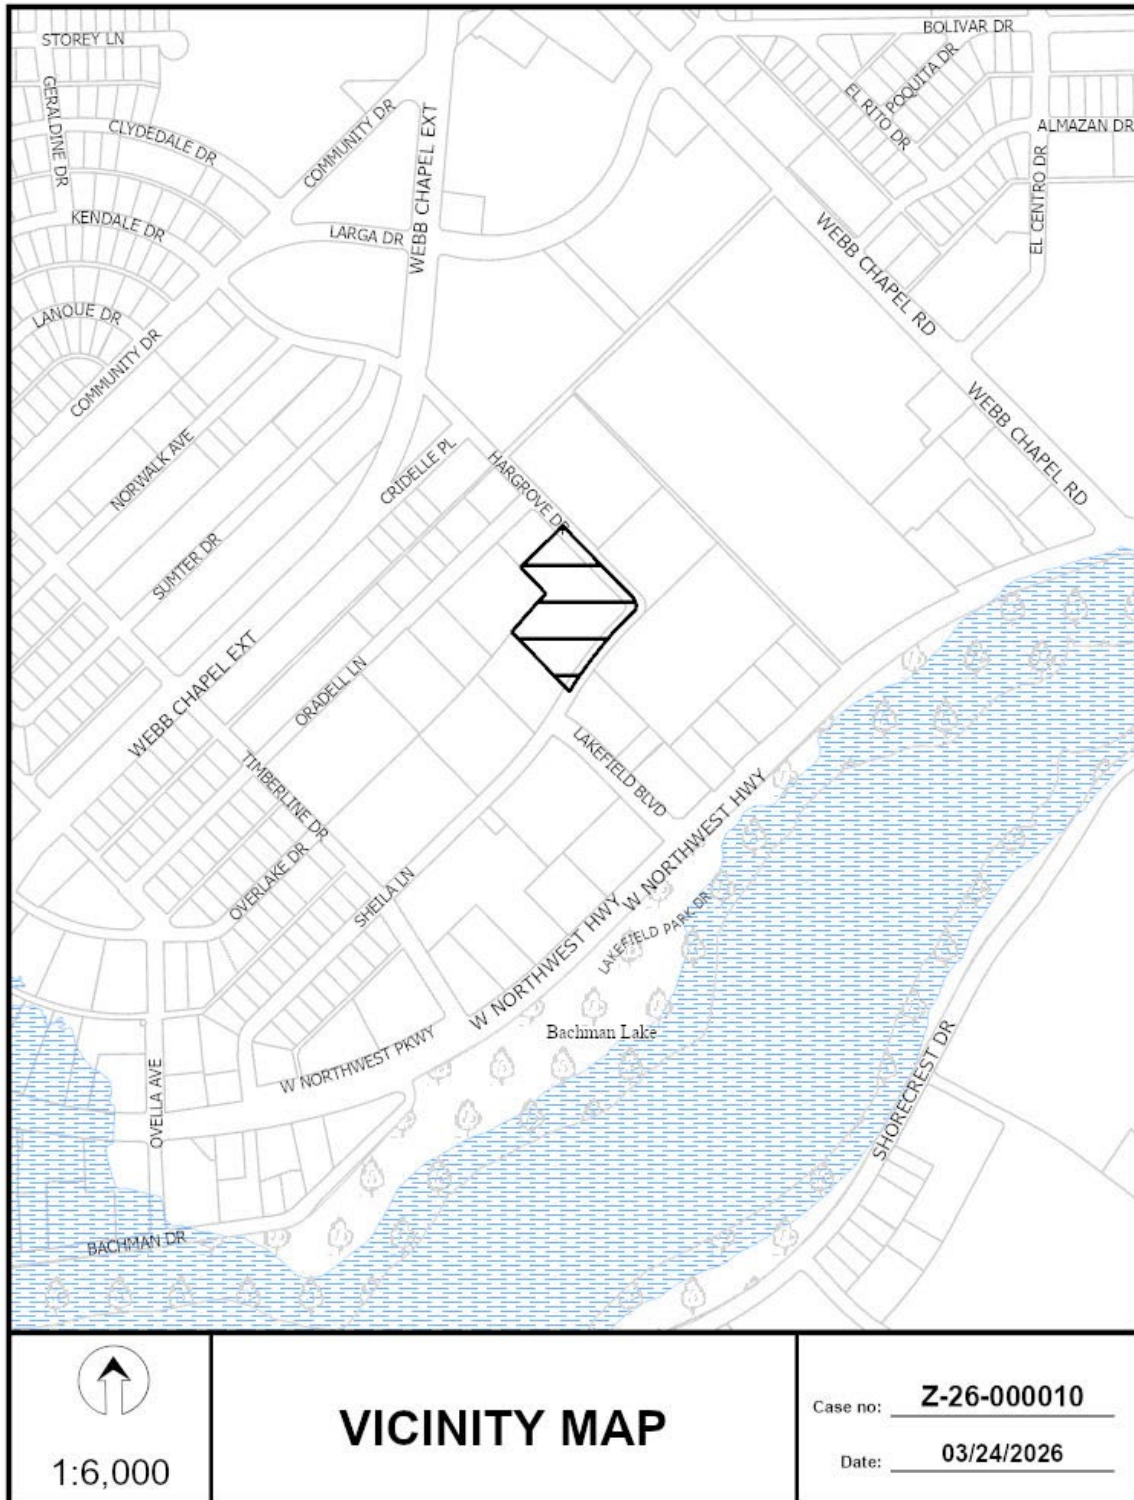 BOLIVAR DR
STOREY LN
POQUITA DR
GERALDINE DR
EL RITO DR
COMMUNITY DR
WEBB CHAPEL EXT
CLYDEDALE DR
ALMAZAN DR
EL CENTRO DR
KENDALE DR
LARGA DR
WEBB CHAPEL RD
LANOUE DR
COMMUNITY DR
WEBB CHAPEL RD
NORWALK AVE
CRIDELLE PL
HARGROVE DR
SUMTER DR
WEBB CHAPEL EXT
ORADELL LN
TIMBERLINE DR
LAKEFIELD BLVD
W NORTHWEST HWY
OVERLAKE DR
SHEILA LN
W NORTHWEST HWY
LAKEFIELD PARK DR
Bachman Lake
W NORTHWEST PKWY
OVELLA AVE
SHORECREST DR
BACHMAN DR
1:6,000
VICINITY MAP
Case no: Z-26-000010
Date: 03/24/2026